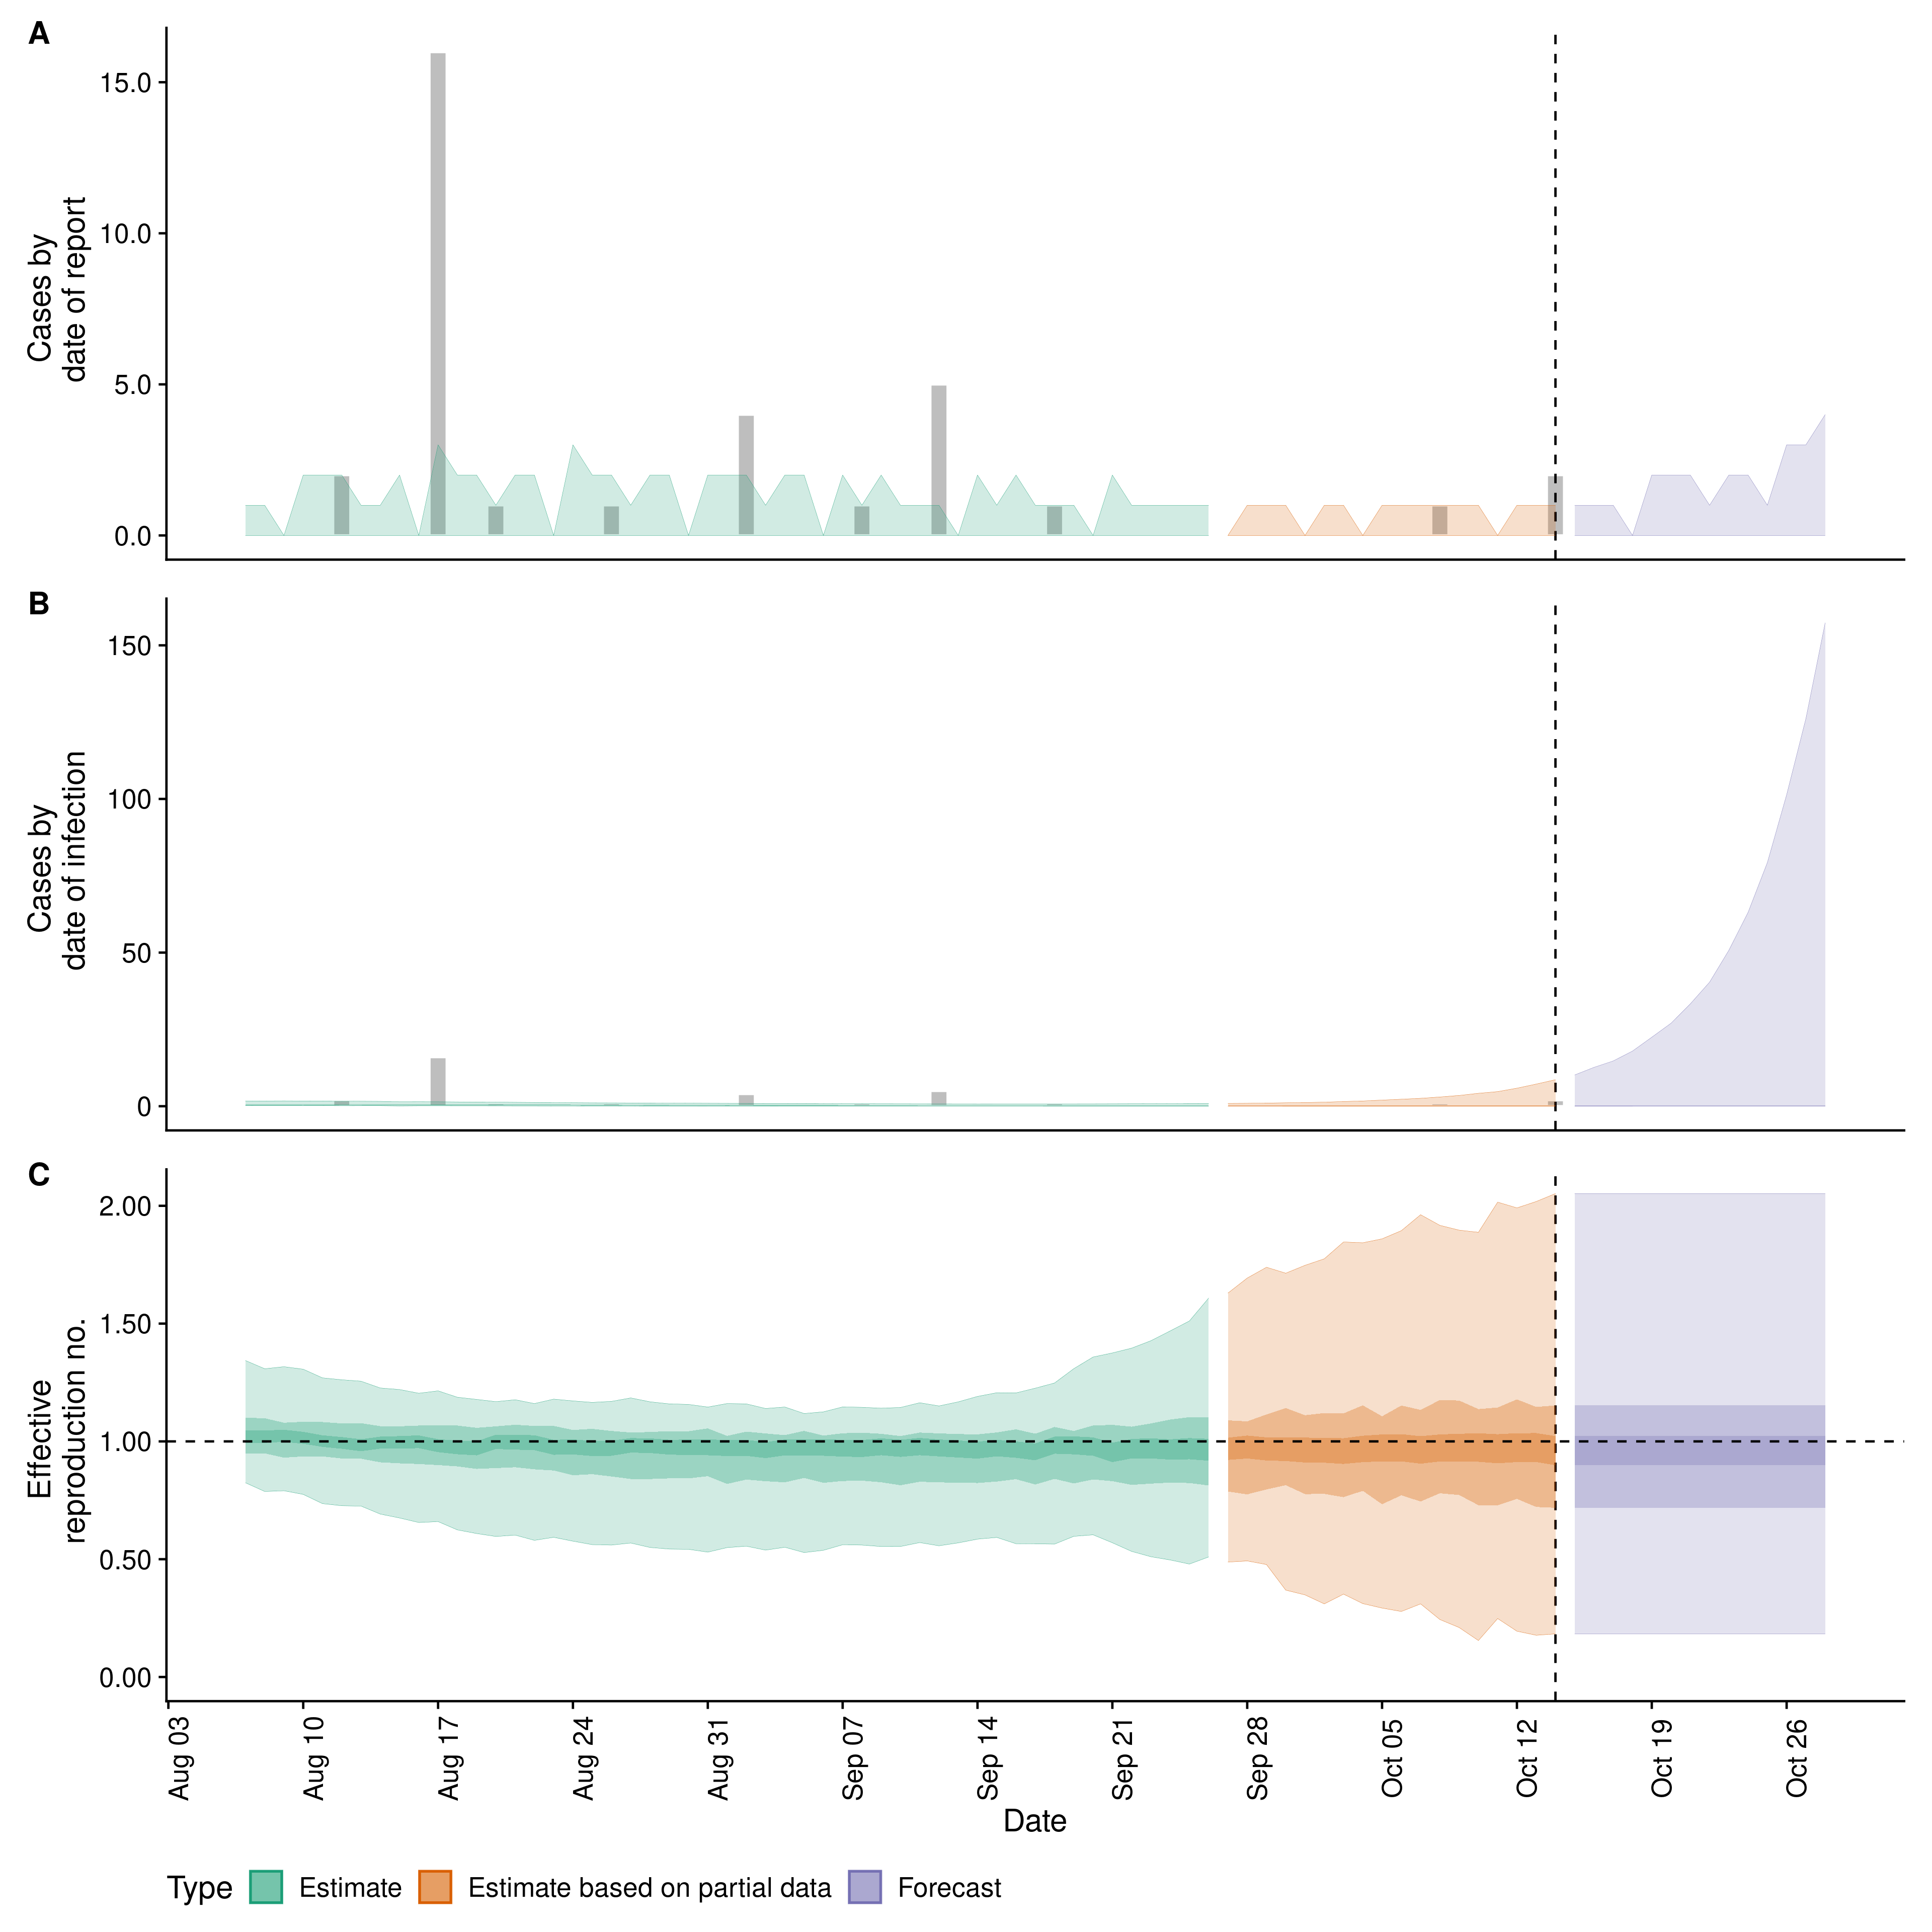 A
Cases by
date of report
15.0
10.0
5.0
0.0
B
Cases by
date of infection
150
100
50
0
C
Effective
reproduction no.
2.00
1.50
1.00
0.50
0.00
Aug 03
Aug 10
Aug 17
Aug 24
Aug 31
Sep 07
Sep 14
Sep 21
Sep 28
Oct 05
Oct 12
Oct 19
Oct 26
Date
Type Estimate Estimate based on partial data Forecast